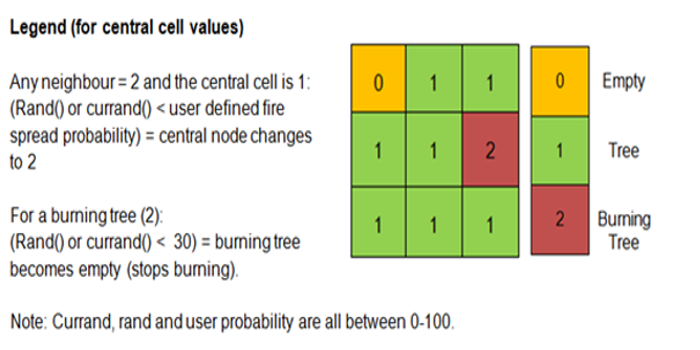 Legend (for central cell values)
Any neighbour = 2 and the central cell is 1:
(Rand() or currand() < user defined fire
spread probability) = central node changes
to 2
For a burning tree (2):
(Rand() or currand() < 30) = burning tree
becomes empty (stops burning).
0 1 1
1 1 2
1 1 1
0 Empty
1 Tree
2 Burning
Tree
Note: Currand, rand and user probability are all between 0-100.